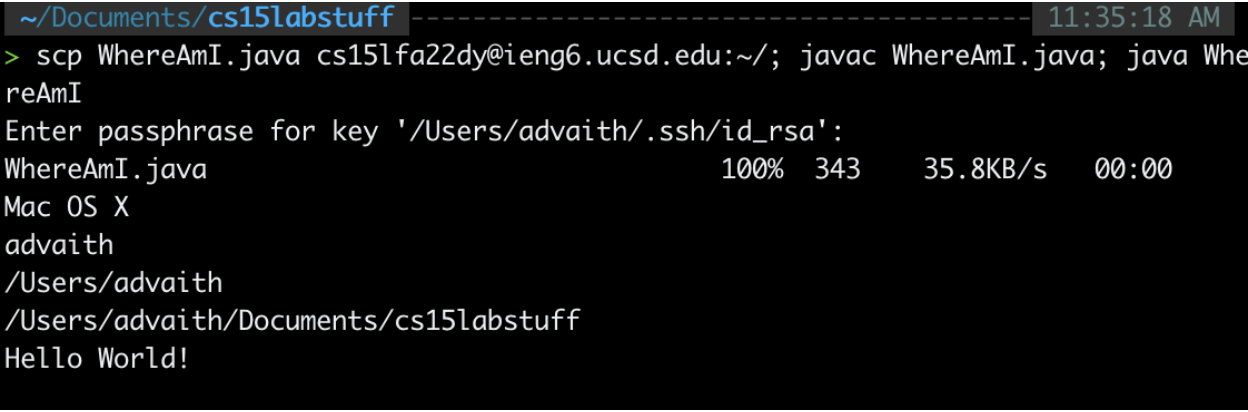 ~/Documents/cs15labstuff ---------------------------------------- 11:35:18 AM
> scp WhereAmI.java cs15lfa22dy@ieng6.ucsd.edu:~/; javac WhereAmI.java; java Whe
reAmI
Enter passphrase for key '/Users/advaith/.ssh/id_rsa':
WhereAmI.java 100% 343 35.8KB/s 00:00
Mac OS X
advaith
/Users/advaith
/Users/advaith/Documents/cs15labstuff
Hello World!